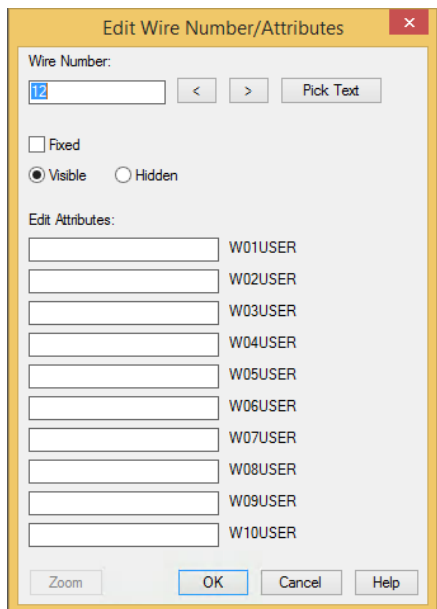 Edit Wire Number/Attributes
Wire Number:
12 < > Pick Text
Fixed
Visible Hidden
Edit Attributes:
W01USER
W02USER
W03USER
W04USER
W05USER
W06USER
W07USER
W08USER
W09USER
W10USER
Zoom OK Cancel Help